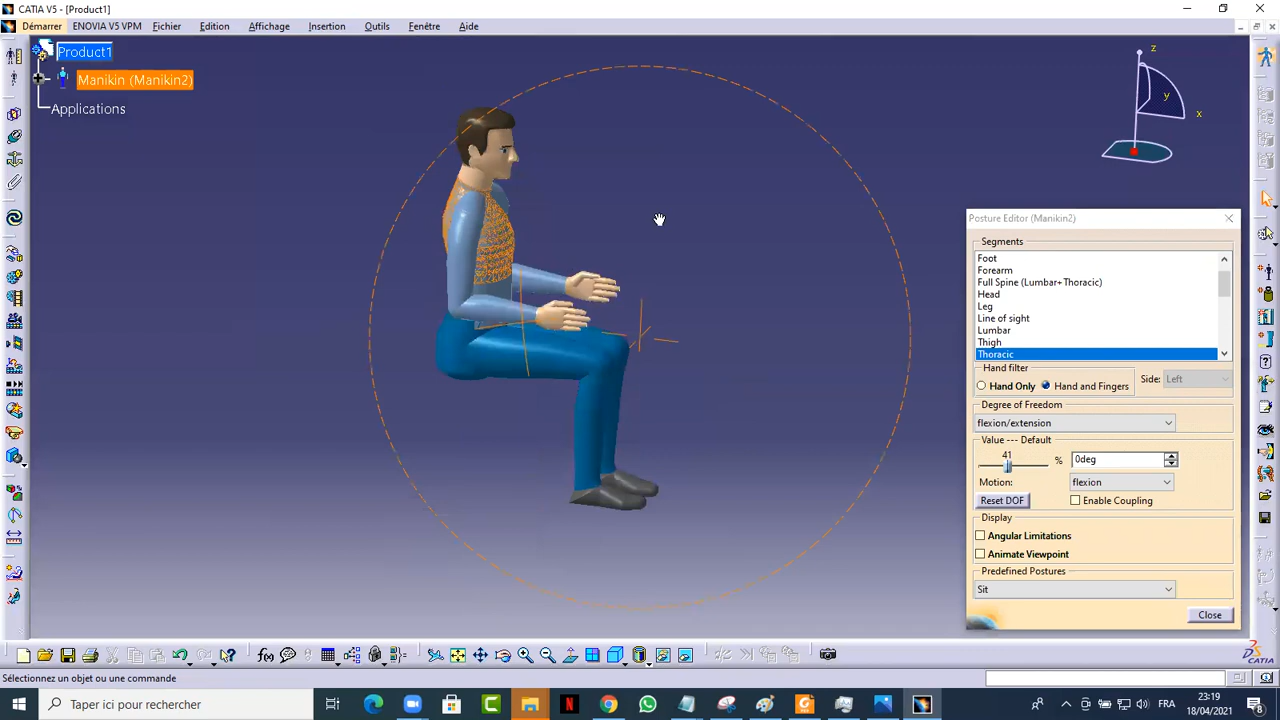 CATIA V5 - [Product1]
Démarrer ENOVIA V5 VPM Fichier Edition Affichage Insertion Outils Fenêtre Aide
Product1
Manikin (Manikin2)
Applications
z
y
x
Posture Editor (Manikin2)
Segments
Foot
Forearm
Full Spine (Lumbar+Thoracic)
Head
Leg
Line of sight
Lumbar
Thigh
Thoracic
Hand filter
Hand Only Hand and Fingers Side: Left
Degree of Freedom
flexion/extension
Value --- Default
41 % 0deg
Motion: flexion
Reset DOF Enable Coupling
Display
Angular Limitations
Animate Viewpoint
Predefined Postures
Sit
Close
f(x)
CATIA
Sélectionnez un objet ou une commande
Taper ici pour rechercher
FRA
23:19
18/04/2021